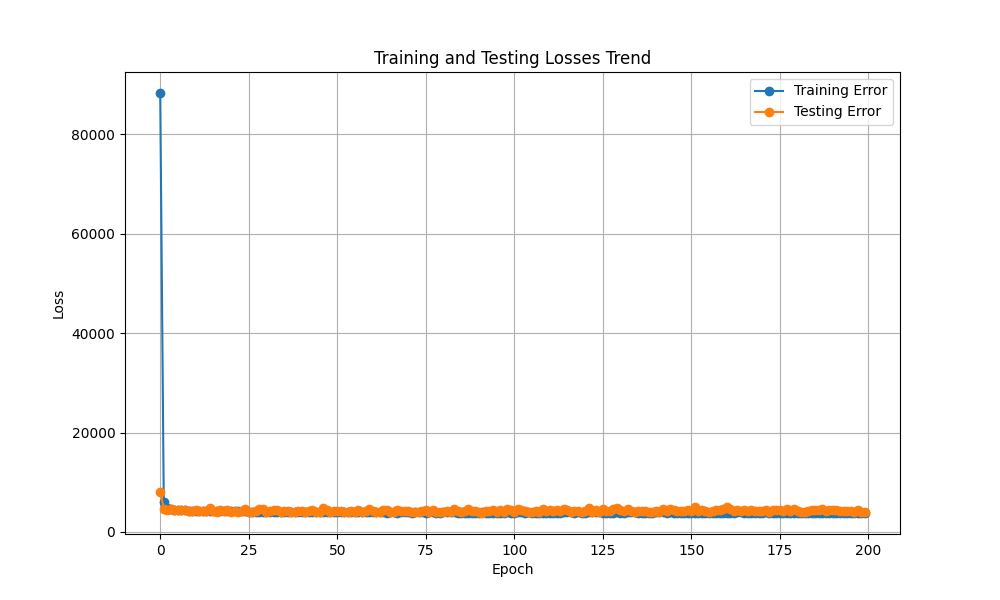 Training and Testing Losses Trend
Training Error
Testing Error
80000
60000
40000
20000
0
Loss
0 25 50 75 100 125 150 175 200
Epoch